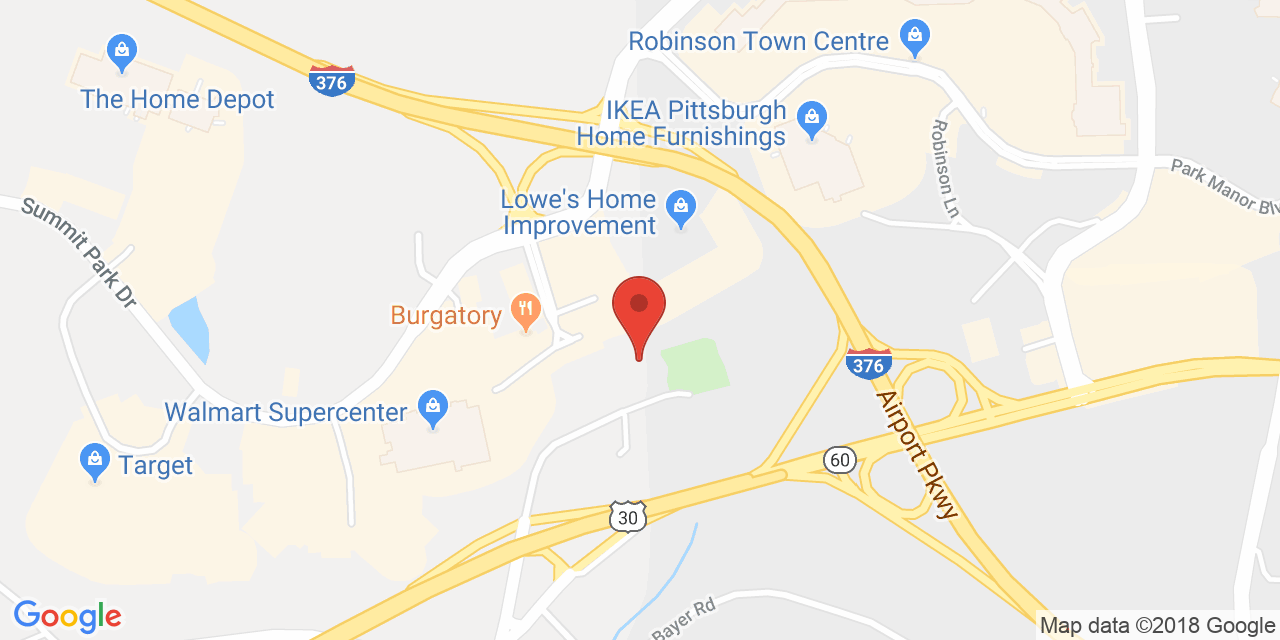 Robinson Town Centre
376
The Home Depot
IKEA Pittsburgh
Home Furnishings
Robinson Ln
Park Manor Blv
Lowe's Home
Improvement
Summit Park Dr
Burgatory
376
Walmart Supercenter
Airport Pkwy
Target
60
30
Bayer Rd
Google
Map data ©2018 Google